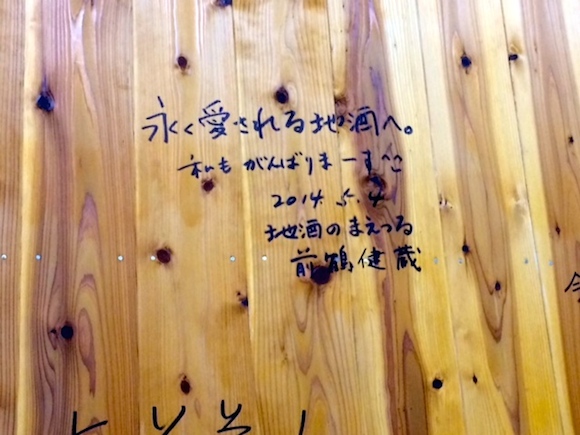 永く愛される地酒へ。
私もがんばりまーす^^
2014.5.4
地酒のまえつる
前鶴健蔵